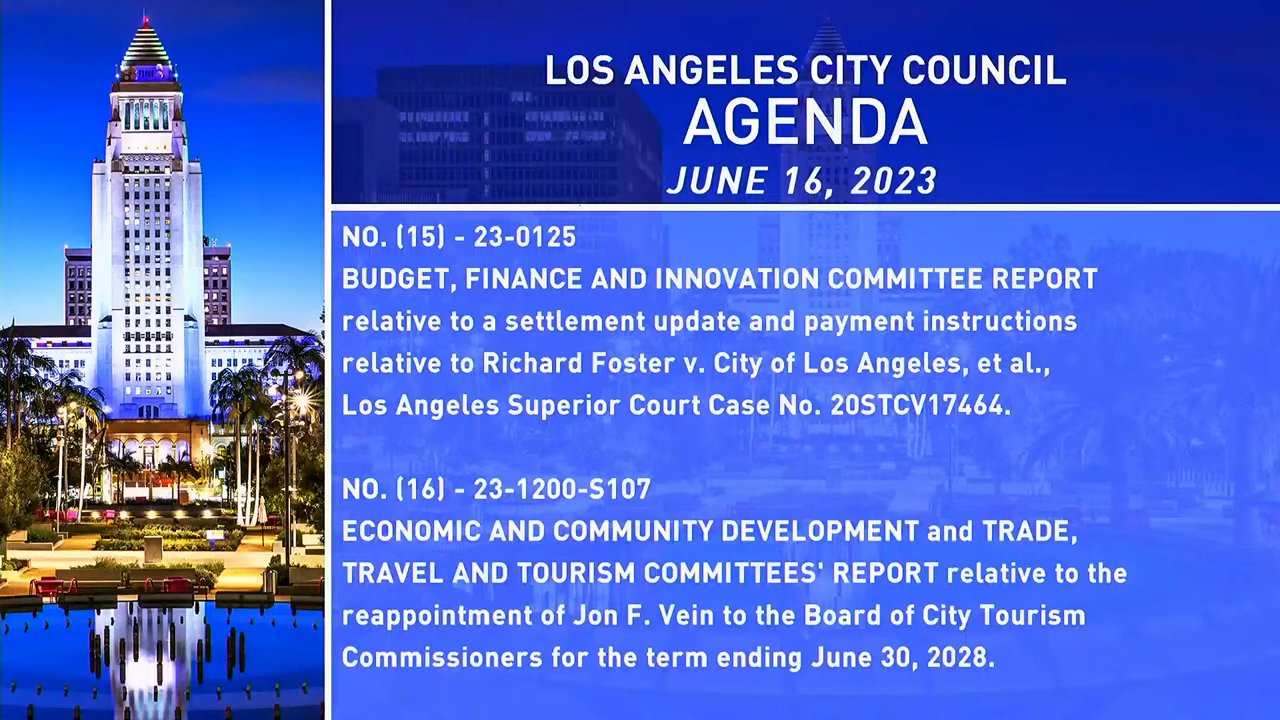 LOS ANGELES CITY COUNCIL
AGENDA
JUNE 16, 2023
NO. (15) - 23-0125
BUDGET, FINANCE AND INNOVATION COMMITTEE REPORT
relative to a settlement update and payment instructions
relative to Richard Foster v. City of Los Angeles, et al.,
Los Angeles Superior Court Case No. 20STCV17464.
NO. (16) - 23-1200-S107
ECONOMIC AND COMMUNITY DEVELOPMENT and TRADE,
TRAVEL AND TOURISM COMMITTEES' REPORT relative to the
reappointment of Jon F. Vein to the Board of City Tourism
Commissioners for the term ending June 30, 2028.